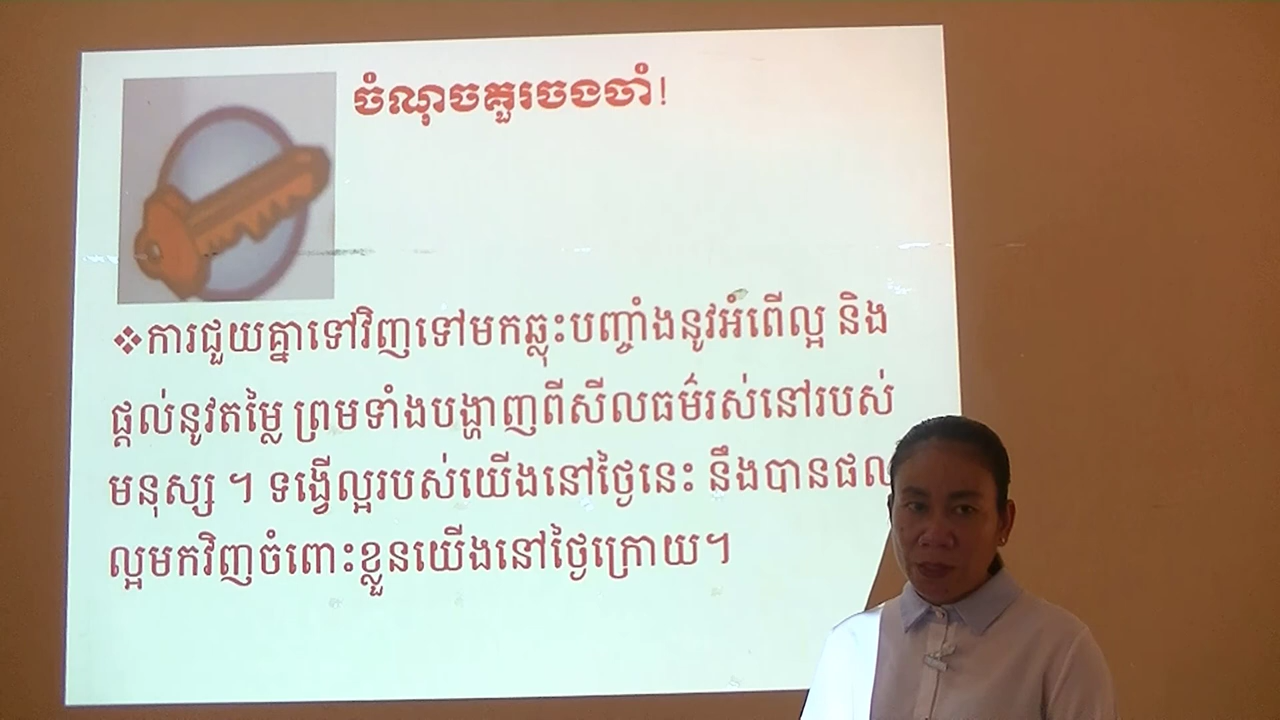 ចំណុចគួរចងចាំ!
❖ការជួយគ្នាទៅវិញទៅមកឆ្លុះបញ្ចាំងនូវអំពើល្អ និង
ផ្តល់នូវតម្លៃ ព្រមទាំងបង្ហាញពីសីលធម៌រស់នៅរបស់
មនុស្ស ។ ទង្វើល្អរបស់យើងនៅថ្ងៃនេះ នឹងបានផល
ល្អមកវិញចំពោះខ្លួនយើងនៅថ្ងៃក្រោយ។